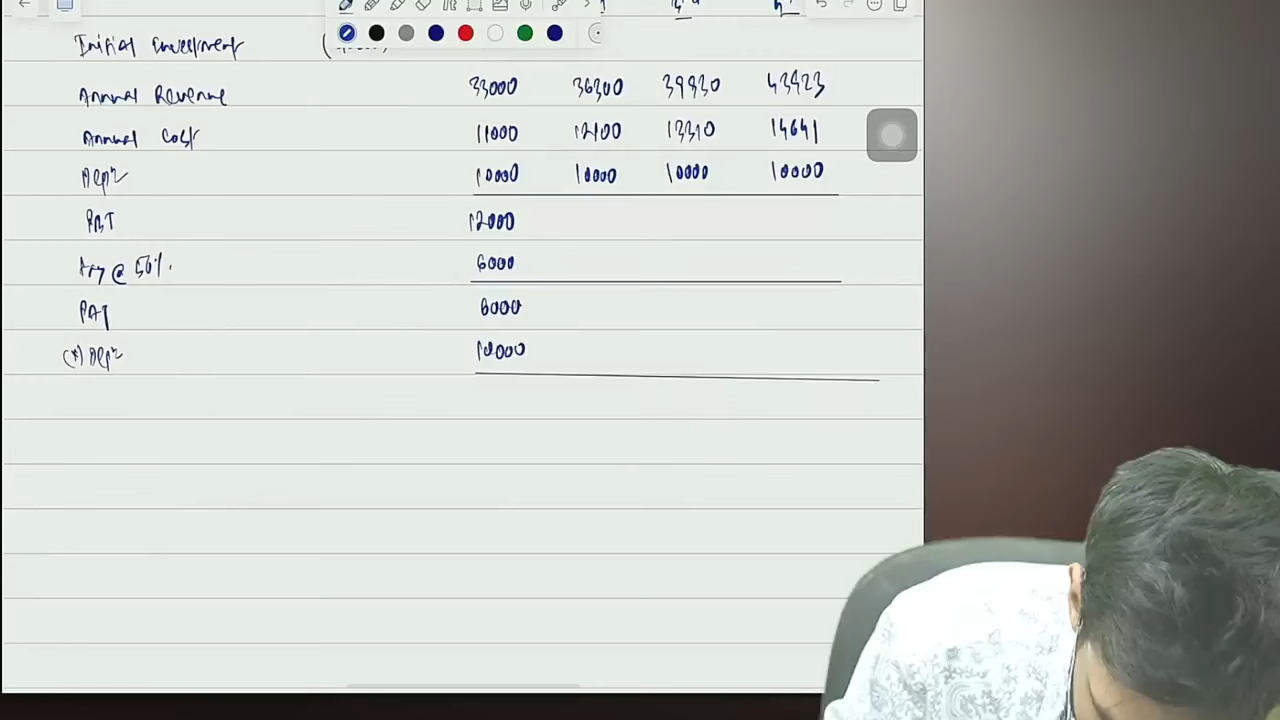 Initial investment (
Annual Revenue 33000 36300 39930 43923
Annual Cost 11000 12100 13310 14641
Depn 10000 10000 10000 10000
PBT 12000
Tax @ 50% 6000
PAT 6000
(+) Depn 10000